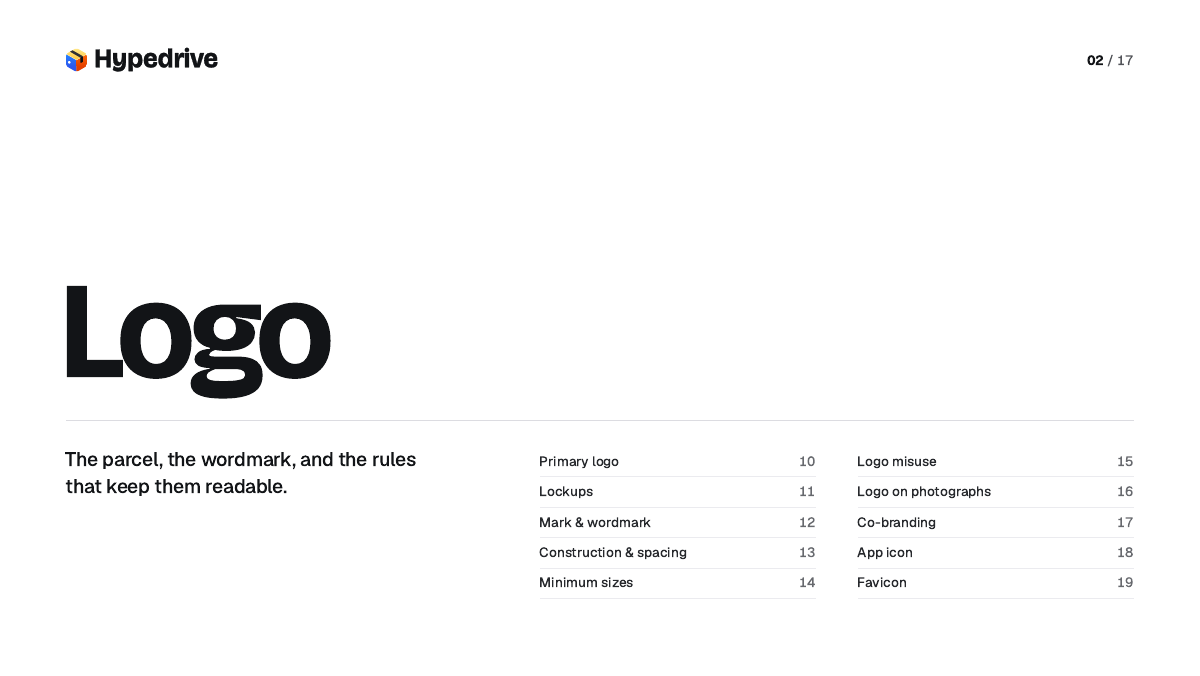 Hypedrive
02 / 17
Logo
The parcel, the wordmark, and the rules
that keep them readable.
Primary logo 10
Lockups 11
Mark & wordmark 12
Construction & spacing 13
Minimum sizes 14
Logo misuse 15
Logo on photographs 16
Co-branding 17
App icon 18
Favicon 19